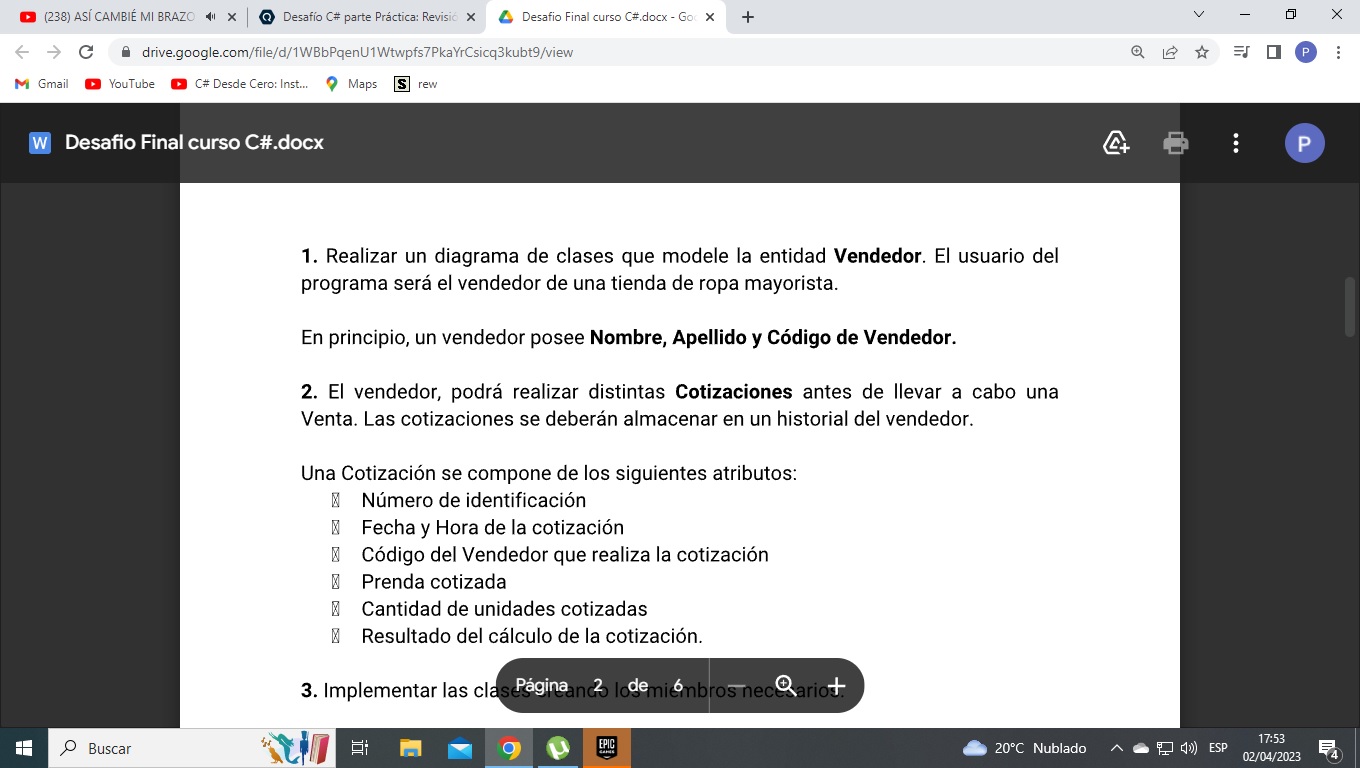 (238) ASÍ CAMBIÉ MI BRAZO
Desafío C# parte Práctica: Revisió
Desafio Final curso C#.docx - Goo
drive.google.com/file/d/1WBbPqenU1Wtwpfs7PkaYrCsicq3kubt9/view
P
Gmail
YouTube
C# Desde Cero: Inst...
Maps
S
rew
W
Desafio Final curso C#.docx
P
1. Realizar un diagrama de clases que modele la entidad Vendedor. El usuario del
programa será el vendedor de una tienda de ropa mayorista.
En principio, un vendedor posee Nombre, Apellido y Código de Vendedor.
2. El vendedor, podrá realizar distintas Cotizaciones antes de llevar a cabo una
Venta. Las cotizaciones se deberán almacenar en un historial del vendedor.
Una Cotización se compone de los siguientes atributos:
Número de identificación
Fecha y Hora de la cotización
Código del Vendedor que realiza la cotización
Prenda cotizada
Cantidad de unidades cotizadas
Resultado del cálculo de la cotización.
3. Implementar las clases creando los miembros necesarios.
Página 2 de 6
Buscar
EPIC
GAMES
20°C Nublado
ESP
17:53
02/04/2023
4